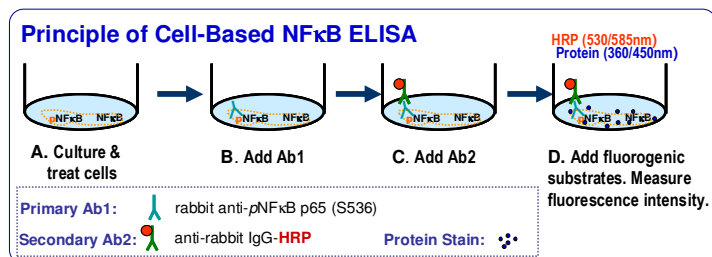 Principle of Cell-Based NFκB ELISA
HRP (530/585nm)
Protein (360/450nm)
pNFκB NFκB
pNFκB NFκB
pNFκB NFκB
pNFκB NFκB
A. Culture &
treat cells
B. Add Ab1
C. Add Ab2
D. Add fluorogenic
substrates. Measure
fluorescence intensity.
Primary Ab1: rabbit anti-pNFκB p65 (S536)
Secondary Ab2: anti-rabbit IgG-HRP Protein Stain: